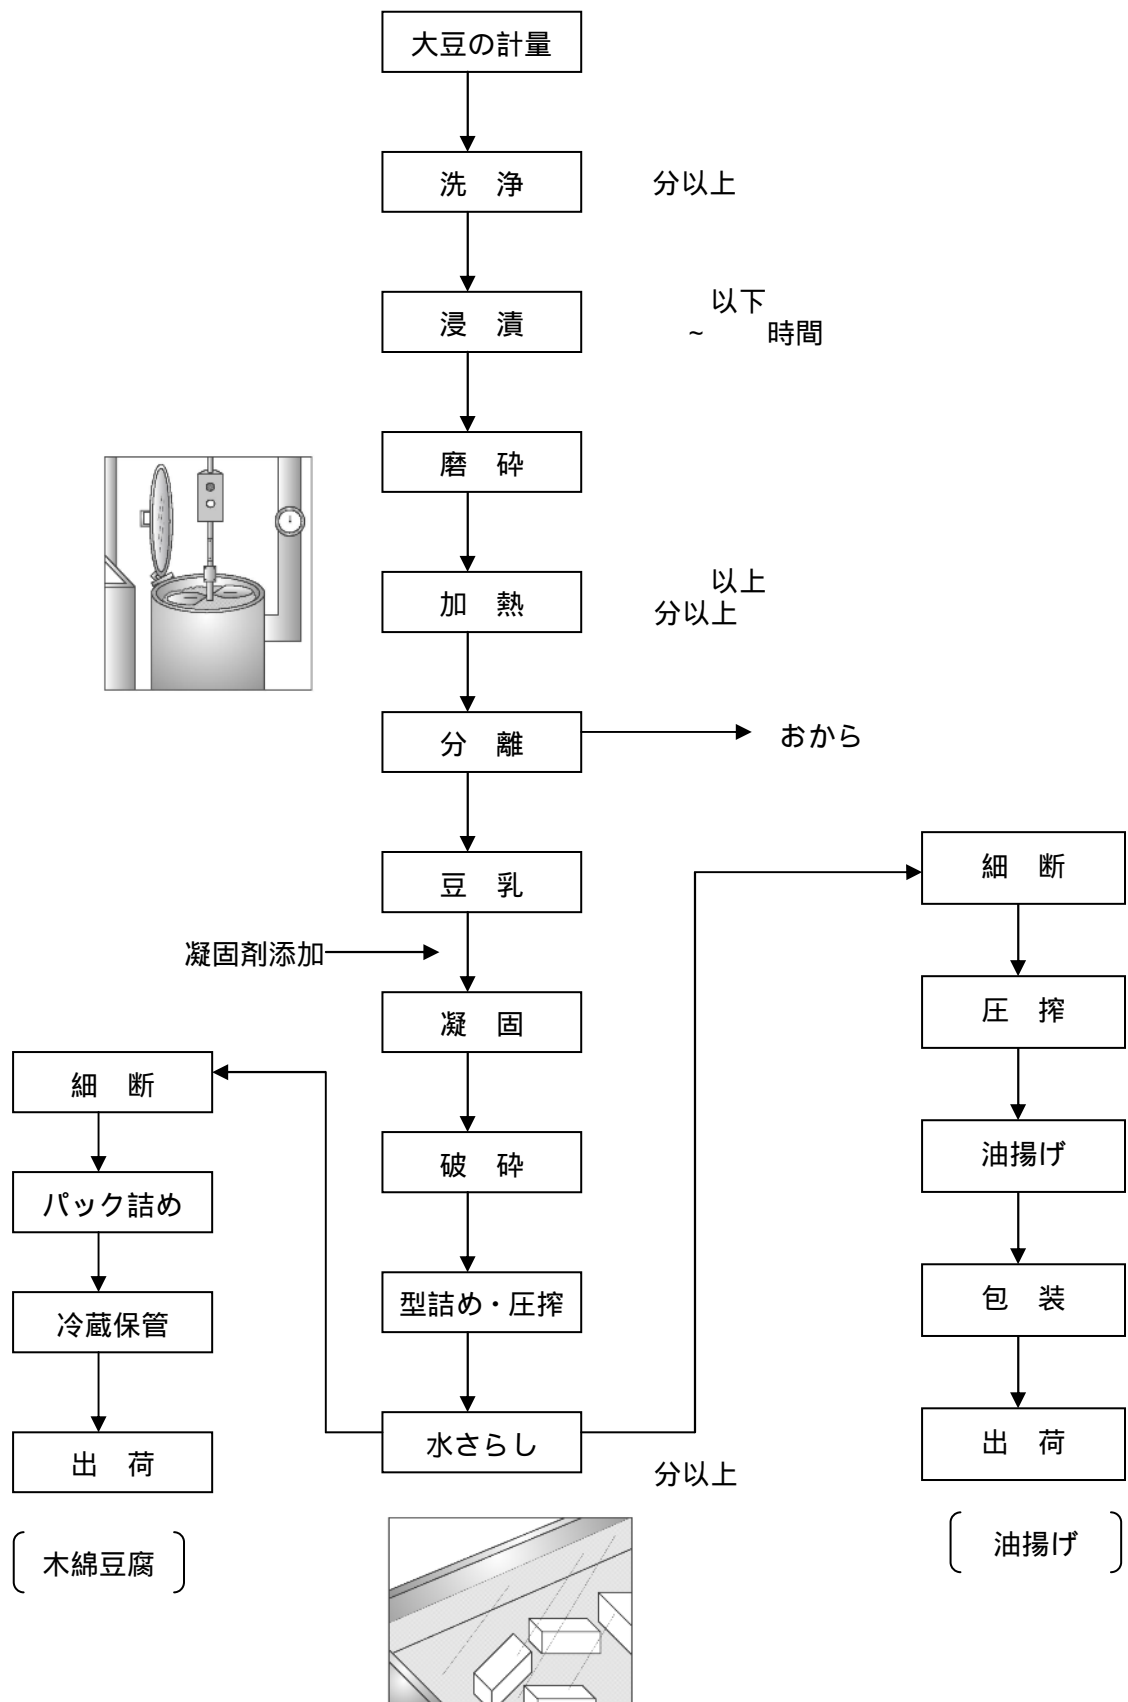 大豆の計量
洗　浄
分以上
浸　漬
以下
~　　時間
磨　砕
加　熱
以上
分以上
分　離
おから
豆　乳
凝固剤添加
凝　固
破　砕
型詰め・圧搾
水さらし
分以上
細　断
パック詰め
冷蔵保管
出　荷
木綿豆腐
細　断
圧　搾
油揚げ
包　装
出　荷
油揚げ